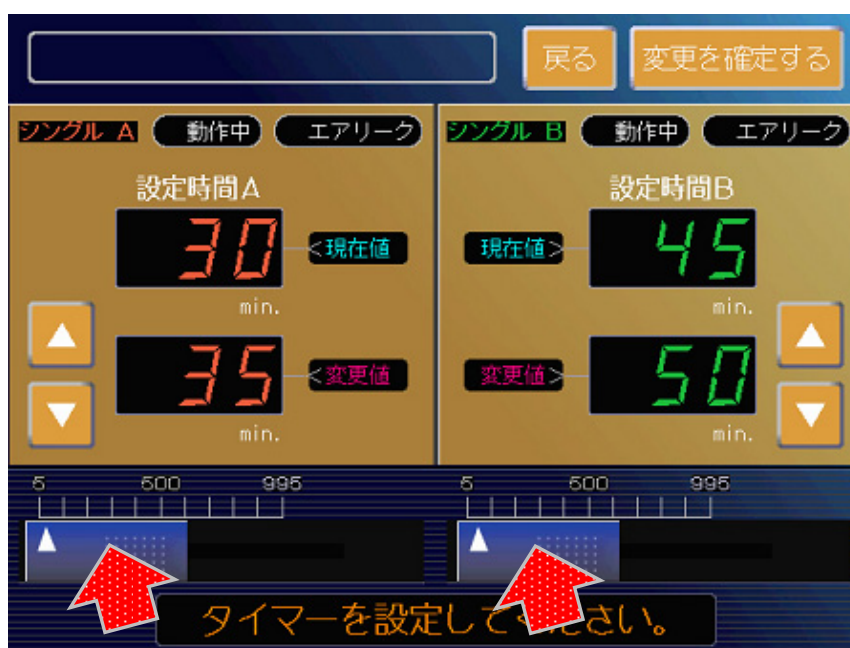 戻る 変更を確定する
シングル A 動作中 エアリーク シングル B 動作中 エアリーク
設定時間A 設定時間B
30 <現在値 現在値> 45
min. min.
35 <変更値 変更値> 50
min. min.
5 500 995 5 500 995
タイマーを設定してください。